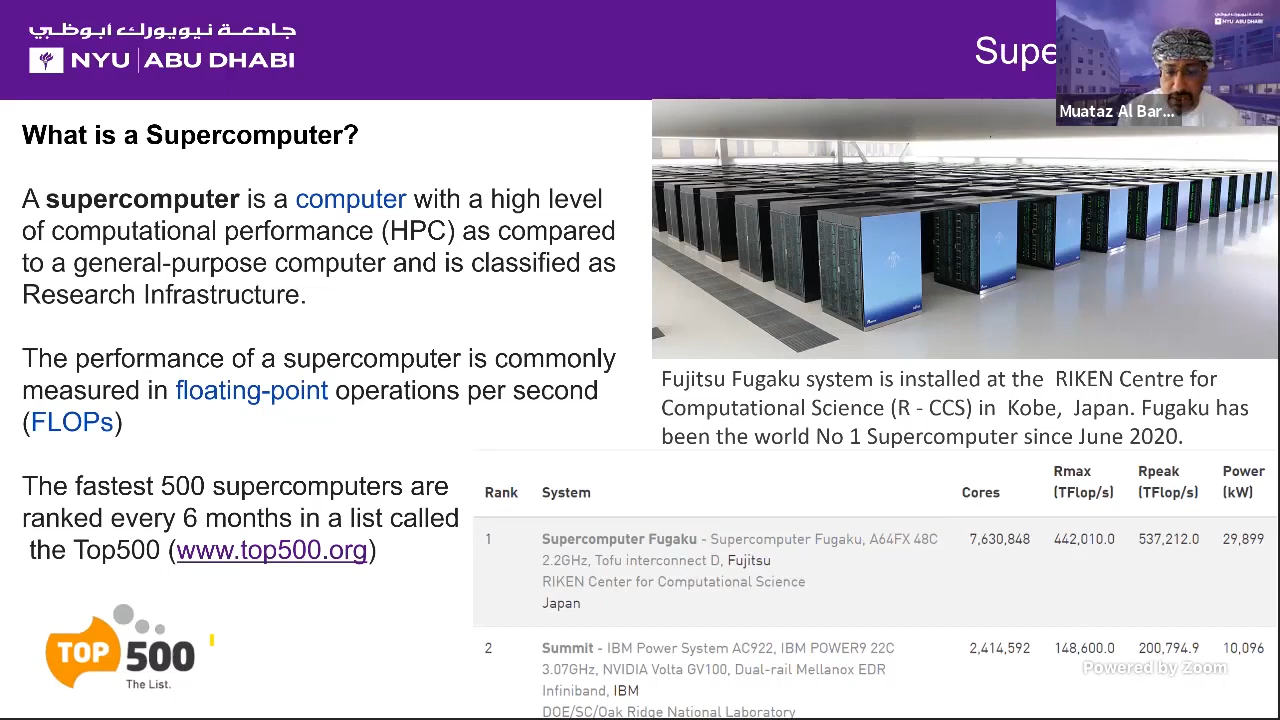 جامعة نيويورك أبوظبي
NYU ABU DHABI
Supe
جامعة نيويورك أبوظبي
NYU ABU DHABI
Muataz Al Bar...
What is a Supercomputer?
A supercomputer is a computer with a high level
of computational performance (HPC) as compared
to a general-purpose computer and is classified as
Research Infrastructure.
The performance of a supercomputer is commonly
measured in floating-point operations per second
(FLOPs)
The fastest 500 supercomputers are
ranked every 6 months in a list called
the Top500 (www.top500.org)
TOP 500
The List.
Fujitsu Fugaku system is installed at the RIKEN Centre for
Computational Science (R - CCS) in Kobe, Japan. Fugaku has
been the world No 1 Supercomputer since June 2020.
Rank System Cores Rmax (TFlop/s) Rpeak (TFlop/s) Power (kW)
1 Supercomputer Fugaku - Supercomputer Fugaku, A64FX 48C 7,630,848 442,010.0 537,212.0 29,899
2.2GHz, Tofu interconnect D, Fujitsu
RIKEN Center for Computational Science
Japan
2 Summit - IBM Power System AC922, IBM POWER9 22C 2,414,592 148,600.0 200,794.9 10,096
3.07GHz, NVIDIA Volta GV100, Dual-rail Mellanox EDR
Infiniband, IBM
DOE/SC/Oak Ridge National Laboratory
Powered by Zoom